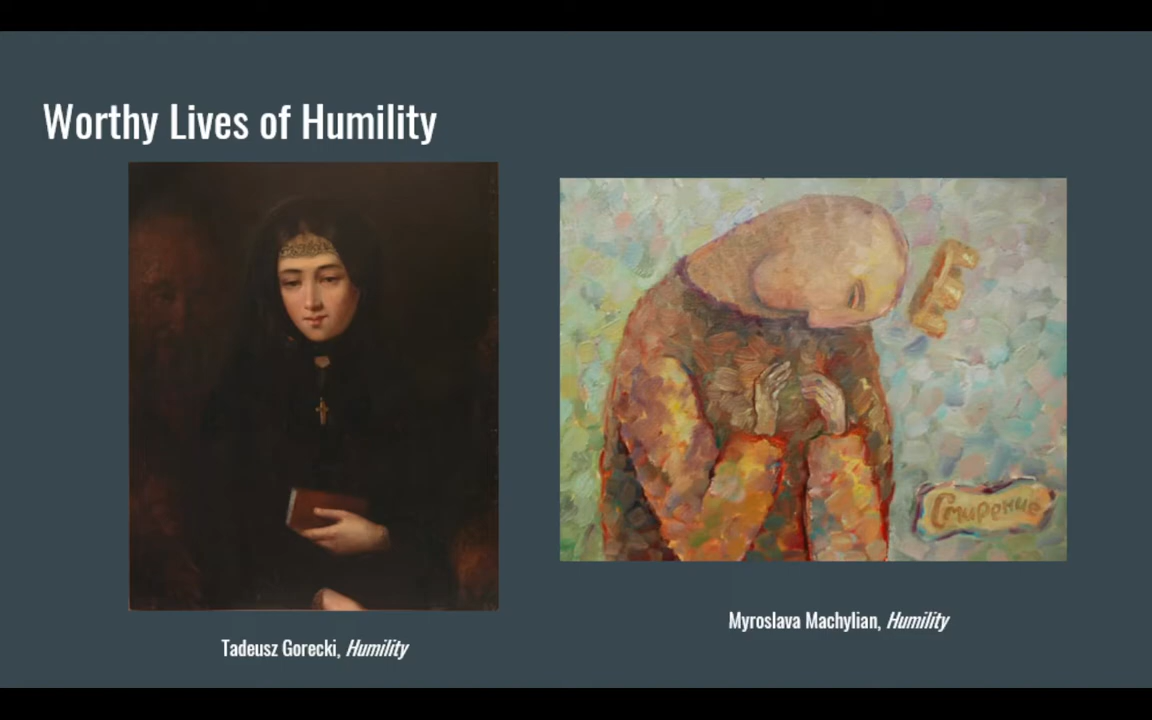 Worthy Lives of Humility
Смирение
Tadeusz Gorecki, Humility
Myroslava Machylian, Humility